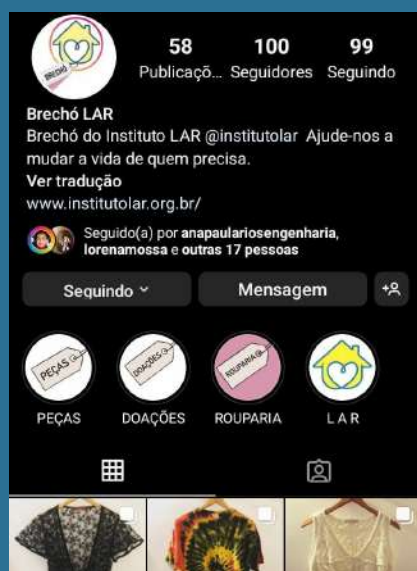 58 100 99
Publicaçõ... Seguidores Seguindo
BRECHÓ
Brechó LAR
Brechó do Instituto LAR @institutolar Ajude-nos a
mudar a vida de quem precisa.
Ver tradução
www.institutolar.org.br/
Seguido(a) por anapaulariosengenharia,
lorenamossa e outras 17 pessoas
Seguindo Mensagem
PEÇAS DOAÇÕES ROUPARIA
PEÇAS DOAÇÕES ROUPARIA L A R